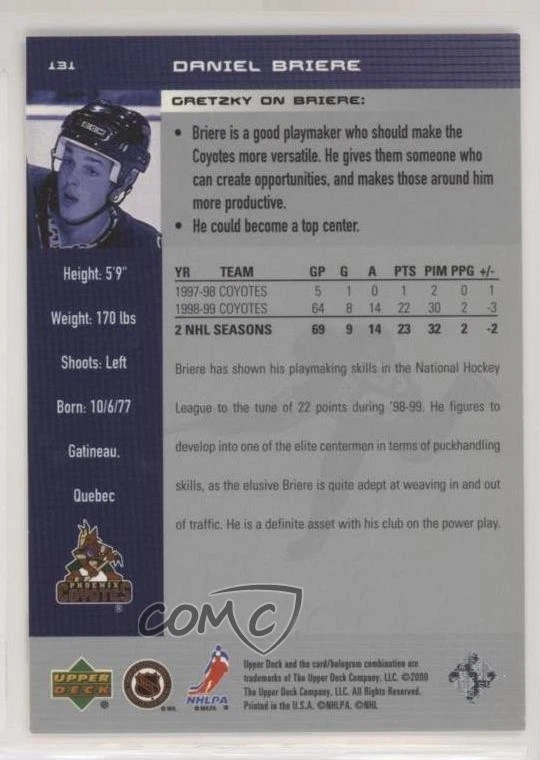 131
DANIEL BRIERE
GRETZKY ON BRIERE:
• Briere is a good playmaker who should make the
Coyotes more versatile. He gives them someone who
can create opportunities, and makes those around him
more productive.
• He could become a top center.
Height: 5'9"
Weight: 170 lbs
Shoots: Left
Born: 10/6/77
Gatineau,
Quebec
YR TEAM GP G A PTS PIM PPG +/-
1997-98 COYOTES 5 1 0 1 2 0 1
1998-99 COYOTES 64 8 14 22 30 2 -3
2 NHL SEASONS 69 9 14 23 32 2 -2
Briere has shown his playmaking skills in the National Hockey
League to the tune of 22 points during '98-99. He figures to
develop into one of the elite centermen in terms of puckhandling
skills, as the elusive Briere is quite adept at weaving in and out
of traffic. He is a definite asset with his club on the power play.
PHOENIX
COYOTES
®
COMC
UPPER
DECK
®
©NHL
NHLPA
©NHLPA ®
Upper Deck and the card/hologram combination are
trademarks of The Upper Deck Company, LLC. ©2000
The Upper Deck Company, LLC. All Rights Reserved.
Printed in the U.S.A. ©NHLPA. ©NHL